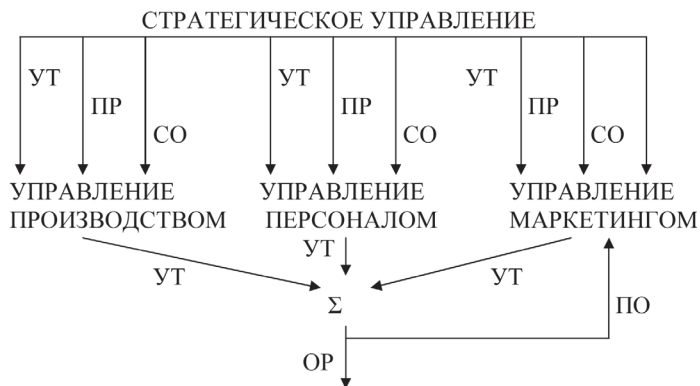 СТРАТЕГИЧЕСКОЕ УПРАВЛЕНИЕ
УТ УТ УТ
ПР ПР ПР
СО СО СО
УПРАВЛЕНИЕ УПРАВЛЕНИЕ УПРАВЛЕНИЕ
ПРОИЗВОДСТВОМ ПЕРСОНАЛОМ МАРКЕТИНГОМ
УТ
УТ УТ
Σ ПО
ОР